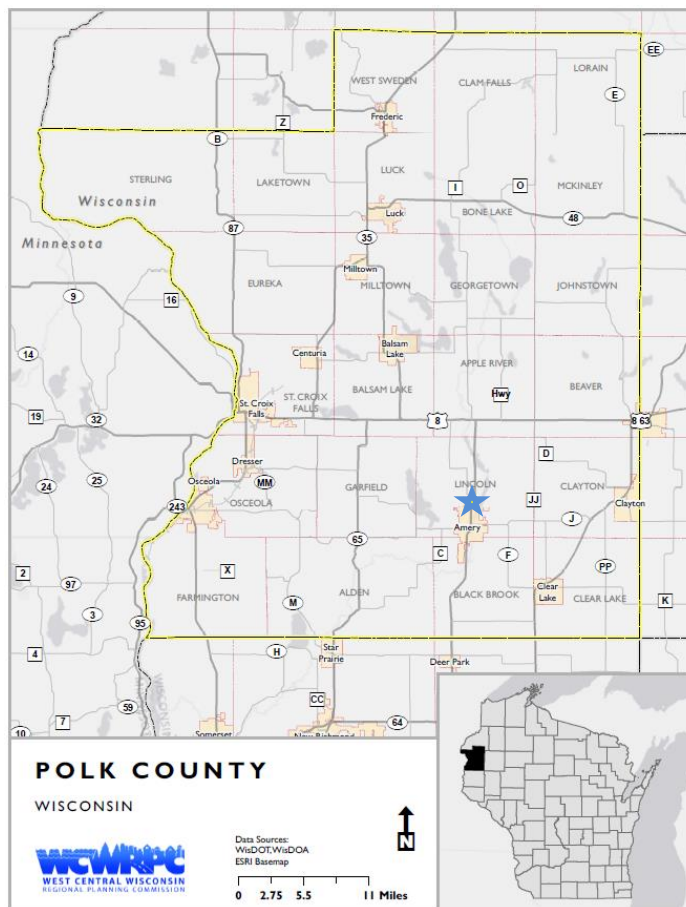 EE
WEST SWEDEN
CLAM FALLS
LORAIN
E
Frederic
Z
B
STERLING
LAKETOWN
LUCK
I
O
MCKINLEY
Wisconsin
Luck
BONE LAKE
48
Minnesota
87
35
Milltown
EUREKA
MILLTOWN
GEORGETOWN
JOHNSTOWN
9
16
14
Centuria
Balsam
Lake
APPLE RIVER
BEAVER
BALSAM LAKE
Hwy
St. Croix
Falls
ST. CROIX
FALLS
19
32
8
8 63
Dresser
D
24
25
Osceola
MM
GARFIELD
LINCOLN
CLAYTON
243
OSCEOLA
JJ
Clayton
Amery
J
65
C
F
2
X
PP
97
FARMINGTON
M
ALDEN
BLACK BROOK
Clear
Lake
CLEAR LAKE
K
3
95
4
H
Star
Prairie
Deer Park
59
CC
7
64
10
Somerset
New Richmond
WISCONSIN
POLK COUNTY
WISCONSIN
WCWRPC
WEST CENTRAL WISCONSIN
REGIONAL PLANNING COMMISSION
Data Sources:
WisDOT,WisDOA
ESRI Basemap
N
0 2.75 5.5 11 Miles